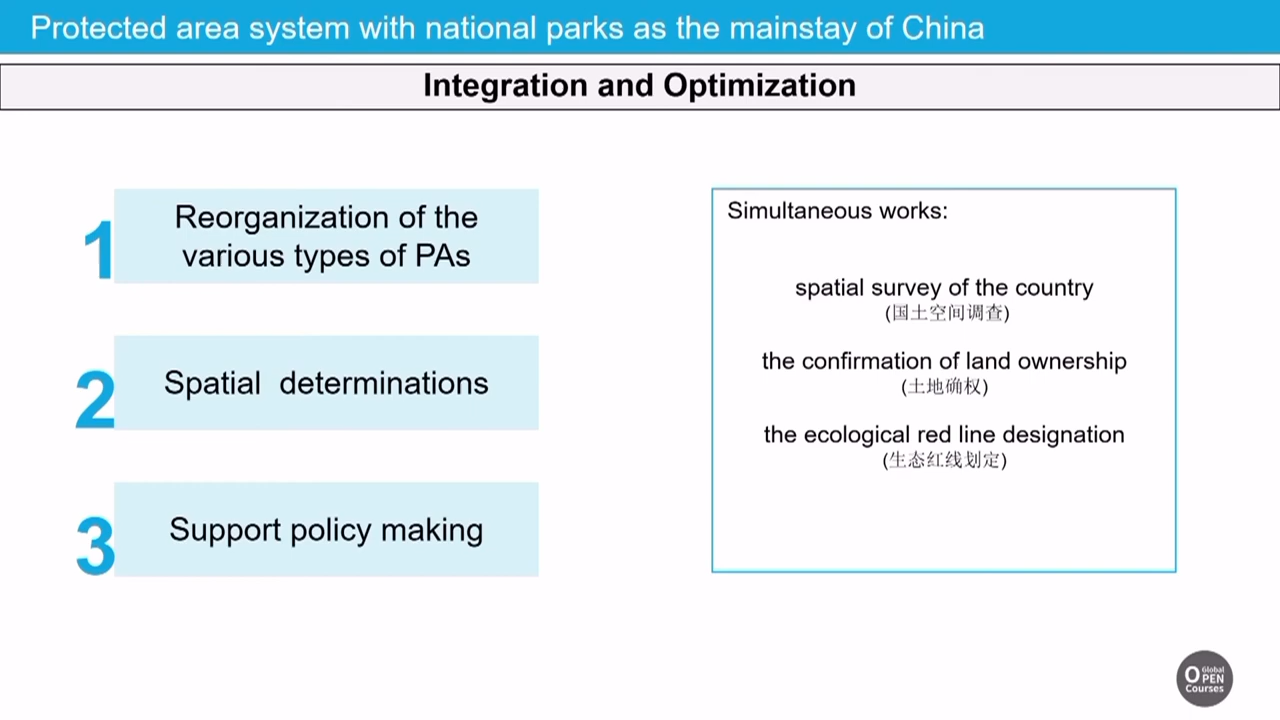 Protected area system with national parks as the mainstay of China
Integration and Optimization
1
Reorganization of the
various types of PAs
2
Spatial determinations
3
Support policy making
Simultaneous works:
spatial survey of the country
(国土空间调查)
the confirmation of land ownership
(土地确权)
the ecological red line designation
(生态红线划定)
Global
OPEN
Courses